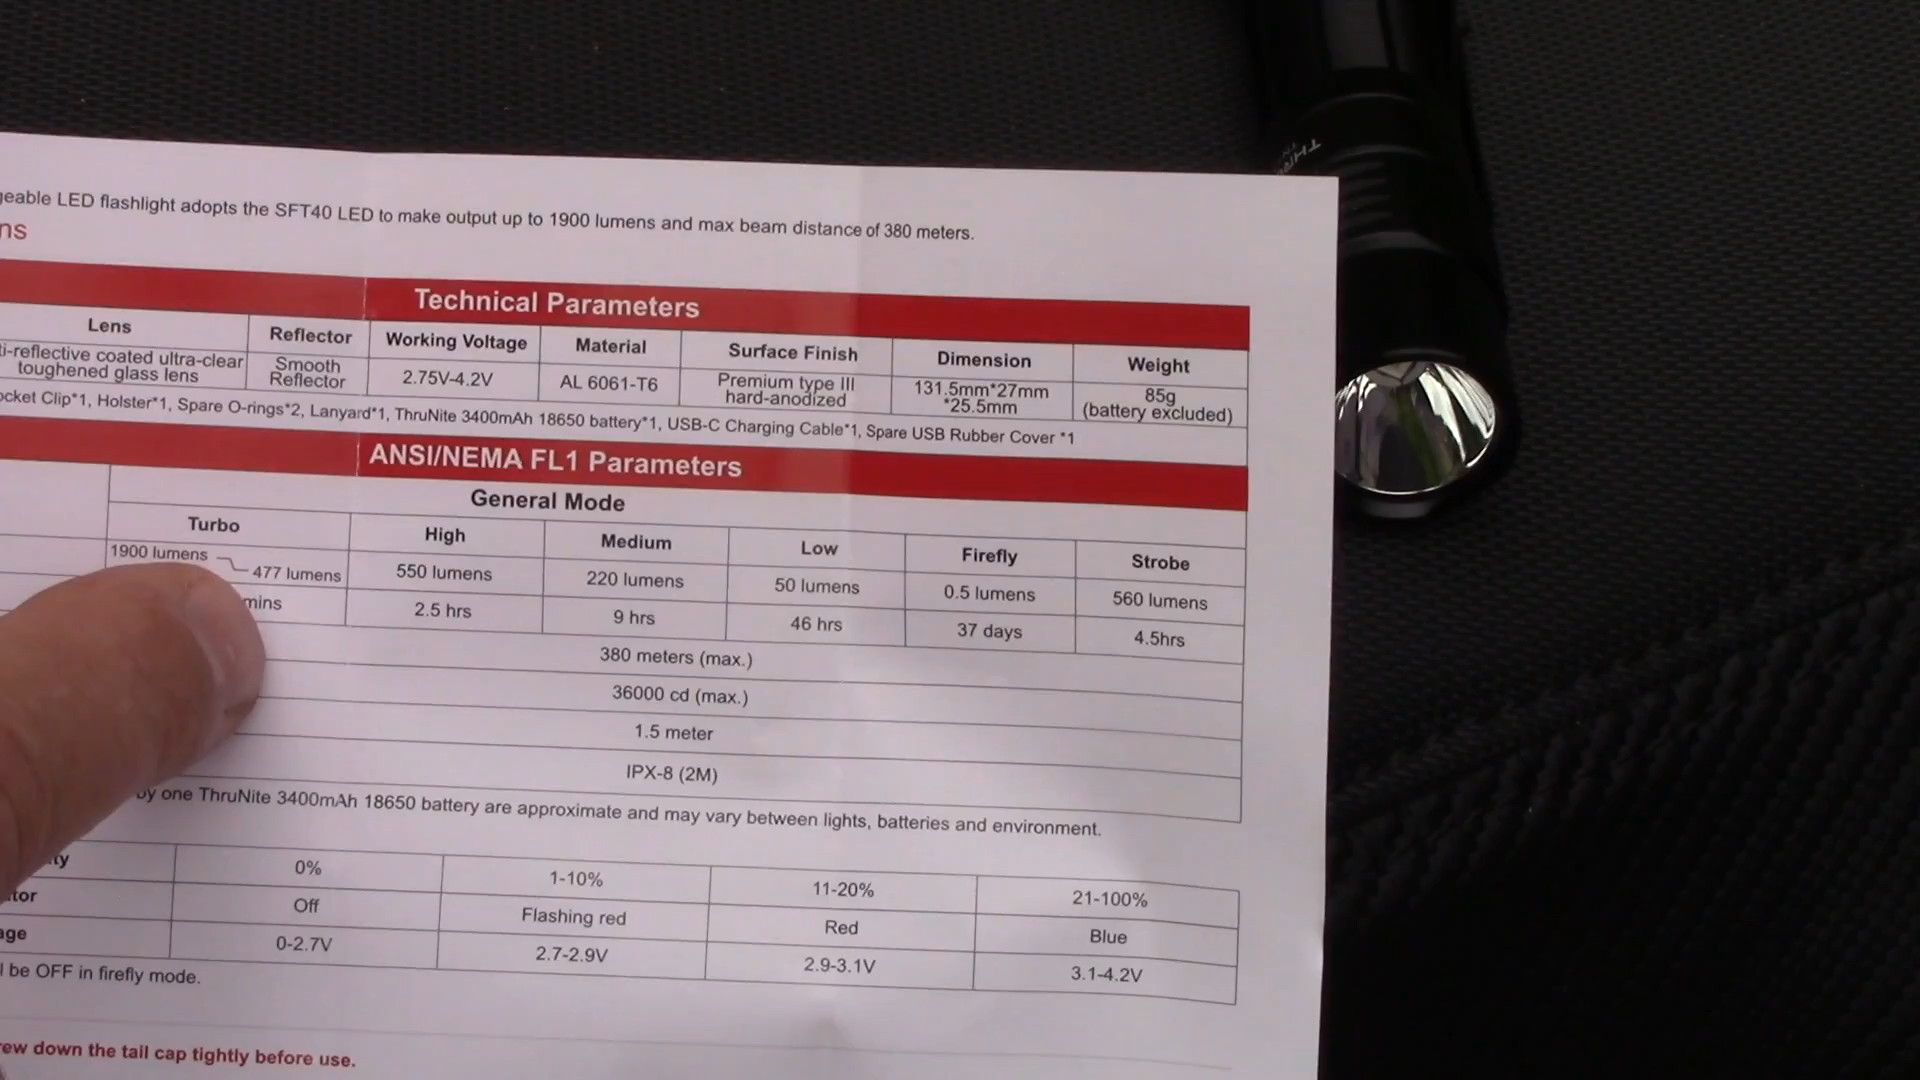 geable LED flashlight adopts the SFT40 LED to make output up to 1900 lumens and max beam distance of 380 meters.
ns
Technical Parameters
Lens Reflector Working Voltage Material Surface Finish Dimension Weight
ti-reflective coated ultra-clear toughened glass lens Smooth Reflector 2.75V-4.2V AL 6061-T6 Premium type III hard-anodized 131.5mm*27mm *25.5mm 85g (battery excluded)
ocket Clip*1, Holster*1, Spare O-rings*2, Lanyard*1, ThruNite 3400mAh 18650 battery*1, USB-C Charging Cable*1, Spare USB Rubber Cover *1
ANSI/NEMA FL1 Parameters
General Mode
Turbo High Medium Low Firefly Strobe
1900 lumens 477 lumens 550 lumens 220 lumens 50 lumens 0.5 lumens 560 lumens
mins 2.5 hrs 9 hrs 46 hrs 37 days 4.5hrs
380 meters (max.)
36000 cd (max.)
1.5 meter
IPX-8 (2M)
by one ThruNite 3400mAh 18650 battery are approximate and may vary between lights, batteries and environment.
ty 0% 1-10% 11-20% 21-100%
tor Off Flashing red Red Blue
age 0-2.7V 2.7-2.9V 2.9-3.1V 3.1-4.2V
l be OFF in firefly mode.
rew down the tail cap tightly before use.